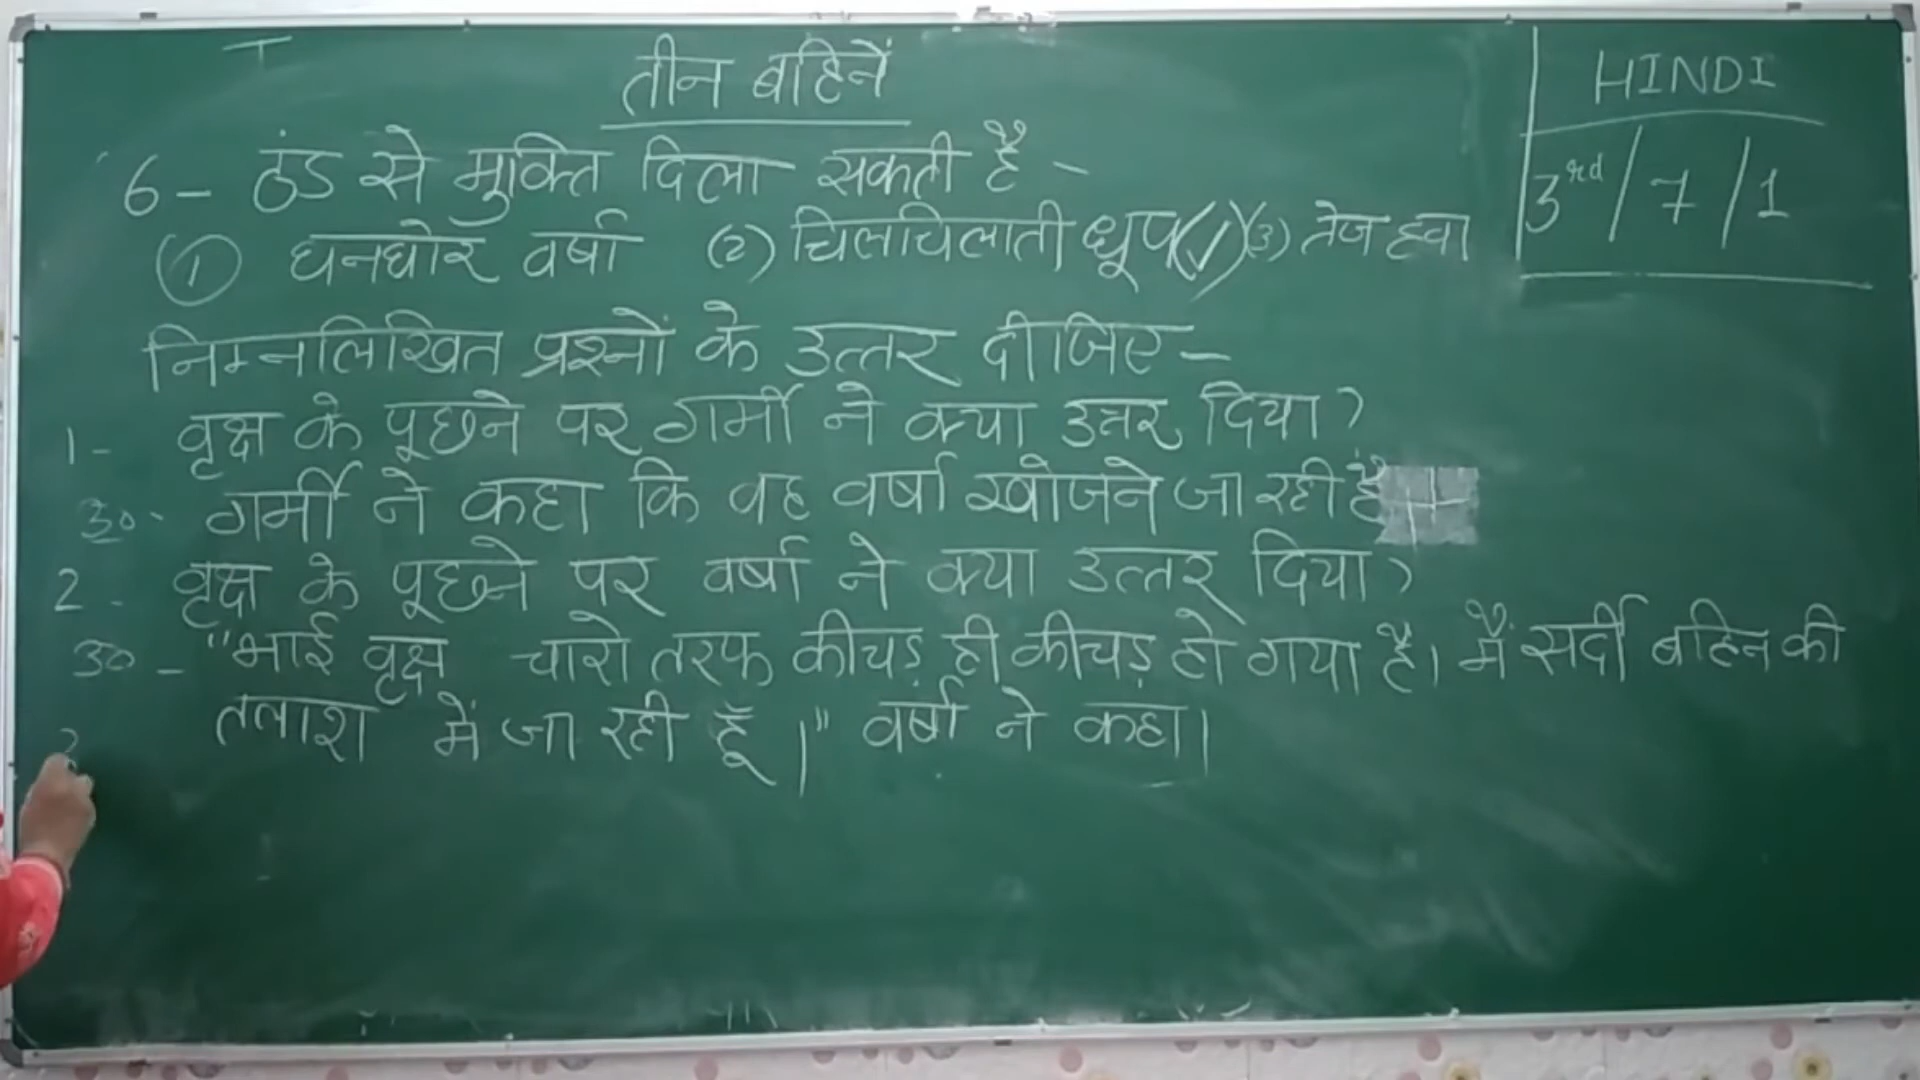 तीन बहिनें
HINDI
3rd / 7 / 1
6 - ठंड से मुक्ति दिला सकती है -
(1) घनघोर वर्षा (2) चिलचिलाती धूप(✓) (3) तेज हवा
निम्नलिखित प्रश्नों के उत्तर दीजिए -
1 - वृक्ष के पूछने पर गर्मी ने क्या उत्तर दिया?
उ० - गर्मी ने कहा कि वह वर्षा खोजने जा रही है
2 - वृक्ष के पूछने पर वर्षा ने क्या उत्तर दिया?
उ० - "भाई वृक्ष चारो तरफ कीचड़ ही कीचड़ हो गया है। मैं सर्दी बहिन की
तलाश में जा रही हूँ।" वर्षा ने कहा।